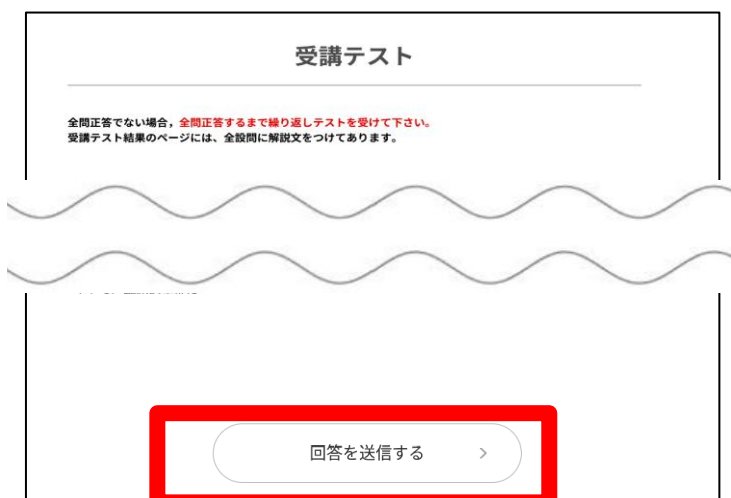 受講テスト
全問正答でない場合，全問正答するまで繰り返しテストを受けて下さい。
受講テスト結果のページには、全設問に解説文をつけてあります。
回答を送信する